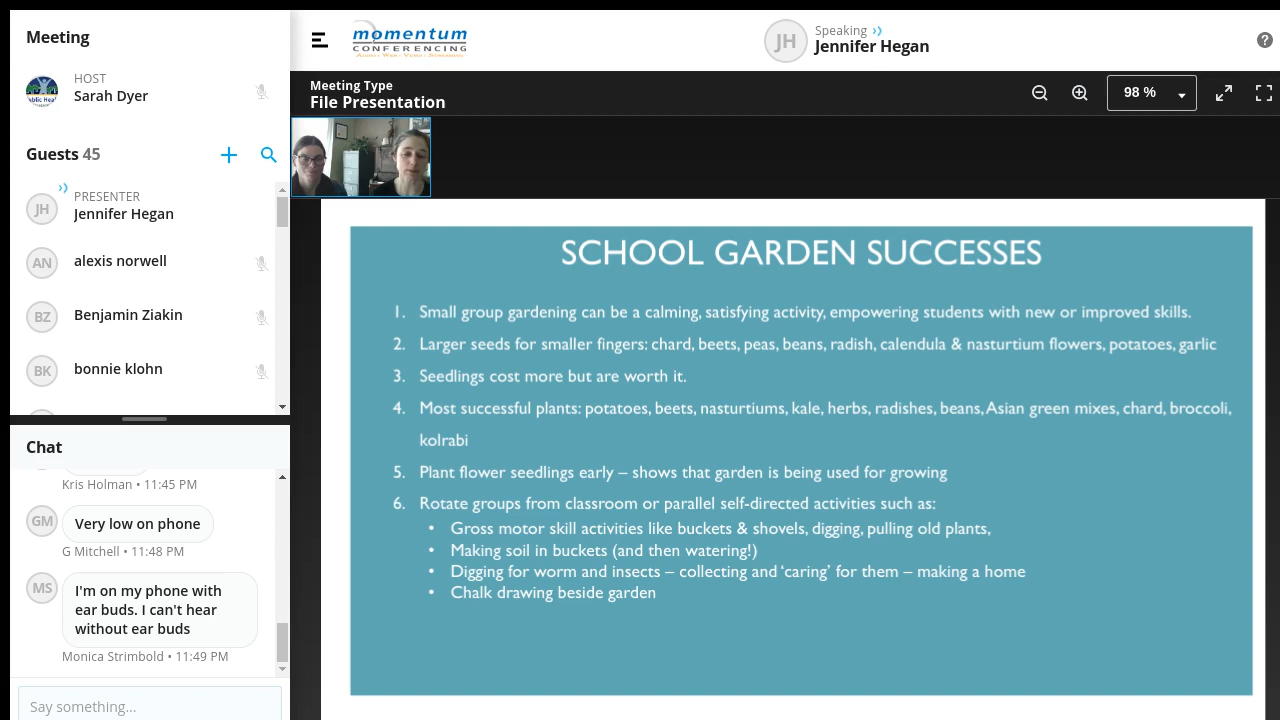 Meeting
HOST
Sarah Dyer
Guests 45
JH
PRESENTER
Jennifer Hegan
AN
alexis norwell
BZ
Benjamin Ziakin
BK
bonnie klohn
Chat
Kris Holman • 11:45 PM
GM
Very low on phone
G Mitchell • 11:48 PM
MS
I'm on my phone with
ear buds. I can't hear
without ear buds
Monica Strimbold • 11:49 PM
Say something...
momentum
CONFERENCING
JH
Speaking
Jennifer Hegan
?
Meeting Type
File Presentation
98 %
SCHOOL GARDEN SUCCESSES
1. Small group gardening can be a calming, satisfying activity, empowering students with new or improved skills.
2. Larger seeds for smaller fingers: chard, beets, peas, beans, radish, calendula & nasturtium flowers, potatoes, garlic
3. Seedlings cost more but are worth it.
4. Most successful plants: potatoes, beets, nasturtiums, kale, herbs, radishes, beans, Asian green mixes, chard, broccoli,
kolrabi
5. Plant flower seedlings early – shows that garden is being used for growing
6. Rotate groups from classroom or parallel self-directed activities such as:
• Gross motor skill activities like buckets & shovels, digging, pulling old plants,
• Making soil in buckets (and then watering!)
• Digging for worm and insects – collecting and ‘caring’ for them – making a home
• Chalk drawing beside garden